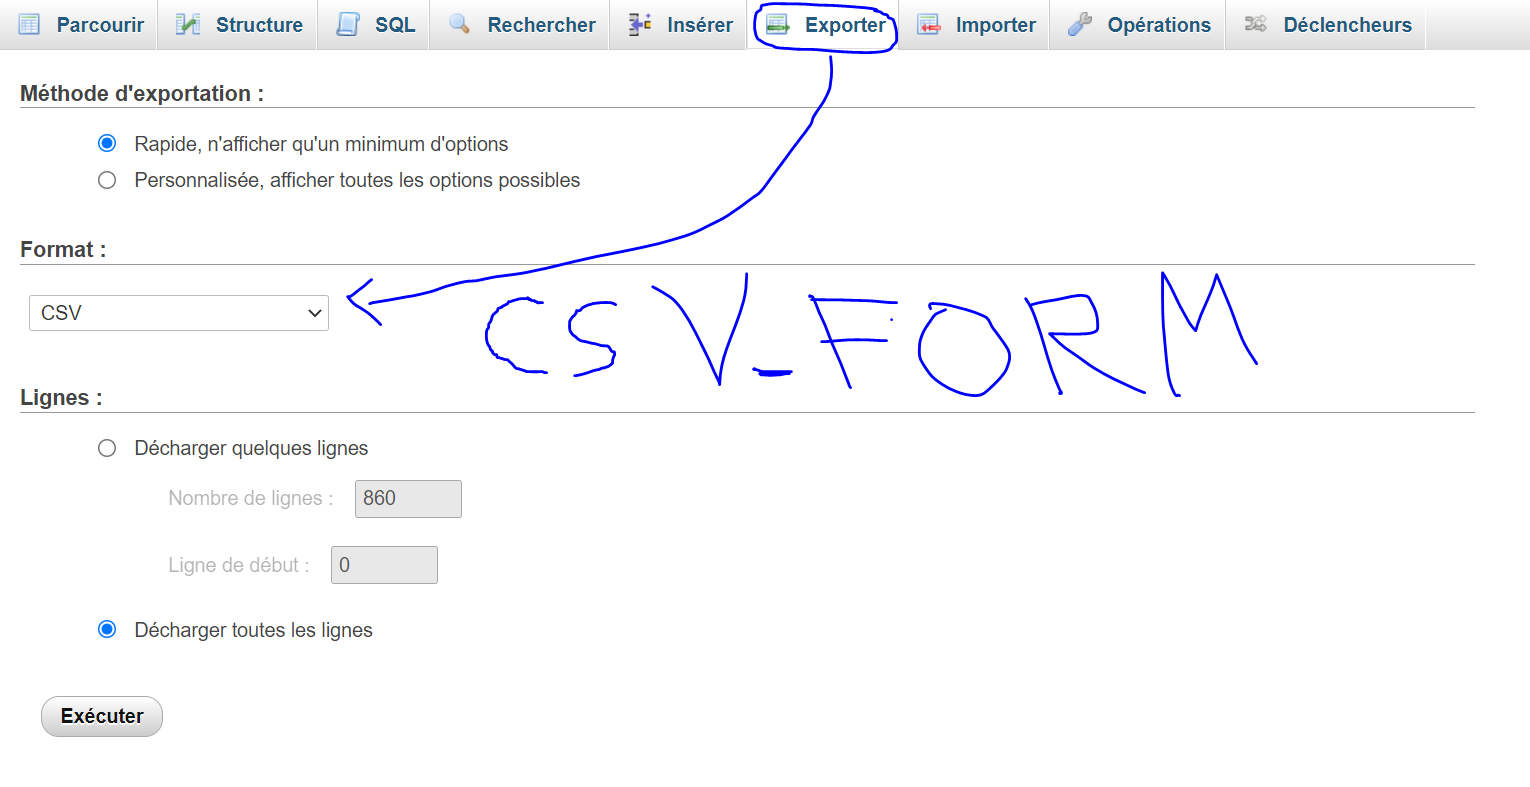 Parcourir Structure SQL Rechercher Insérer Exporter Importer Opérations Déclencheurs
Méthode d'exportation :
Rapide, n'afficher qu'un minimum d'options
Personnalisée, afficher toutes les options possibles
Format :
CSV
CSV_FORM
Lignes :
Décharger quelques lignes
Nombre de lignes : 860
Ligne de début : 0
Décharger toutes les lignes
Exécuter